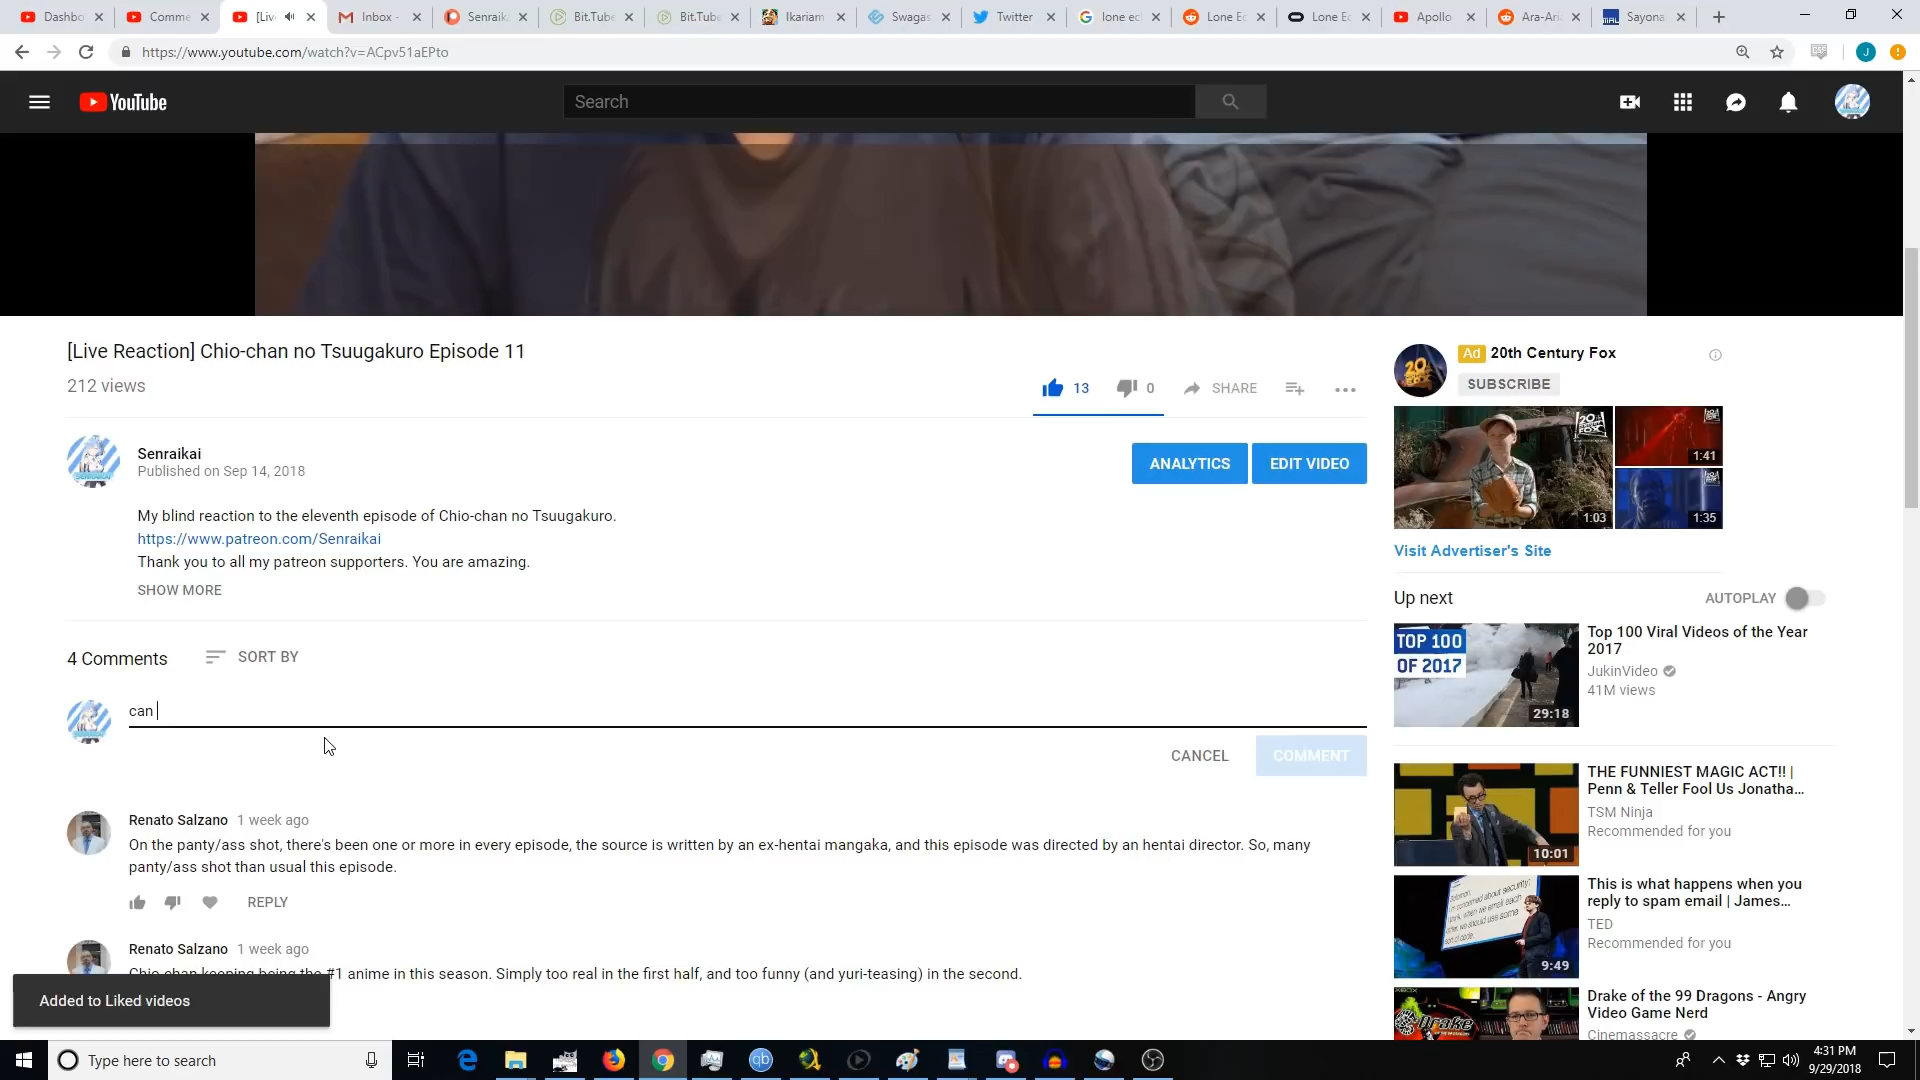 Dashbo
Comme
[Liv
Inbox -
Senraik
Bit.Tube
Bit.Tube
Ikariam
Swagas
Twitter
lone ec
Lone Ec
Lone Ec
Apollo
Ara-Ari
Sayona
https://www.youtube.com/watch?v=ACpv51aEPto
YouTube
Search
[Live Reaction] Chio-chan no Tsuugakuro Episode 11
212 views
13
0
SHARE
Senraikai
Published on Sep 14, 2018
ANALYTICS
EDIT VIDEO
My blind reaction to the eleventh episode of Chio-chan no Tsuugakuro.
https://www.patreon.com/Senraikai
Thank you to all my patreon supporters. You are amazing.
SHOW MORE
4 Comments
SORT BY
can
CANCEL
COMMENT
Renato Salzano 1 week ago
On the panty/ass shot, there's been one or more in every episode, the source is written by an ex-hentai mangaka, and this episode was directed by an hentai director. So, many
panty/ass shot than usual this episode.
REPLY
Renato Salzano 1 week ago
Chio-chan keeping being the #1 anime in this season. Simply too real in the first half, and too funny (and yuri-teasing) in the second.
Added to Liked videos
Ad 20th Century Fox
SUBSCRIBE
1:03
1:41
1:35
Visit Advertiser's Site
Up next
AUTOPLAY
TOP 100
OF 2017
29:18
Top 100 Viral Videos of the Year
2017
JukinVideo
41M views
10:01
THE FUNNIEST MAGIC ACT!! |
Penn & Teller Fool Us Jonatha...
TSM Ninja
Recommended for you
9:49
This is what happens when you
reply to spam email | James...
TED
Recommended for you
Drake of the 99 Dragons - Angry
Video Game Nerd
Cinemassacre
Type here to search
4:31 PM
9/29/2018